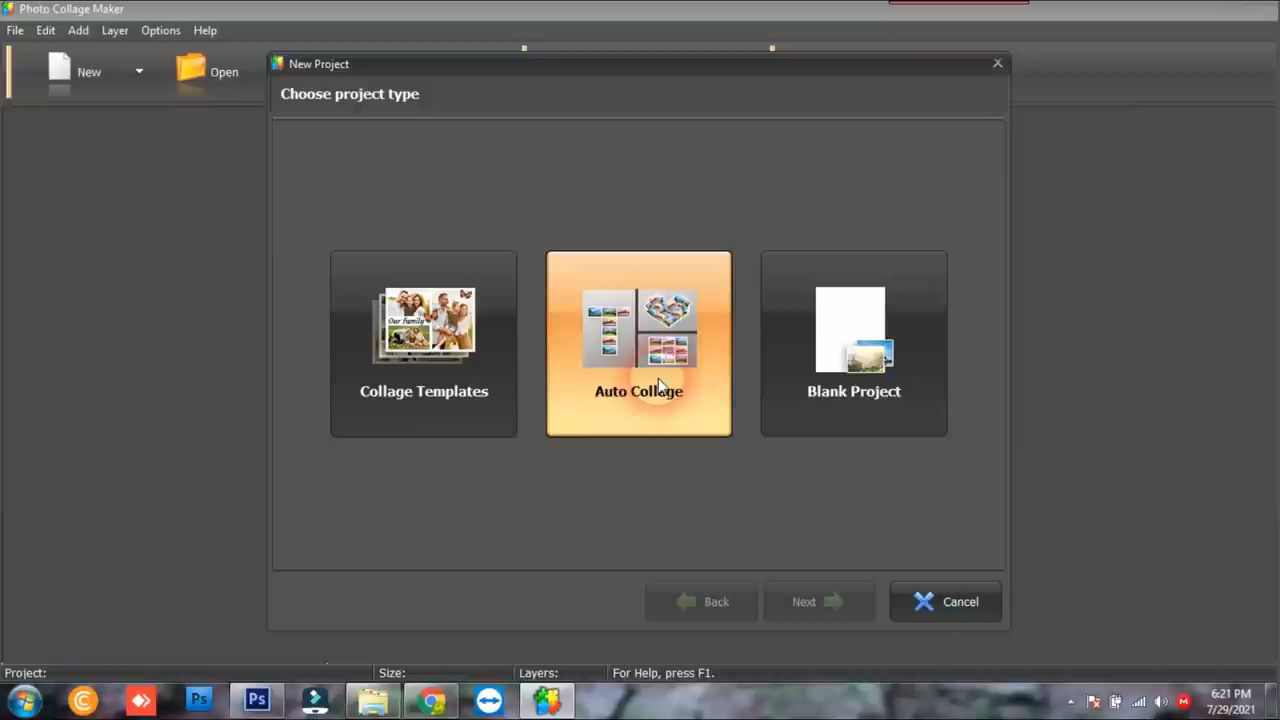 Photo Collage Maker
File Edit Add Layer Options Help
New Open
New Project
Choose project type
Our Family
Collage Templates
Auto Collage
Blank Project
Back Next Cancel
Project: Size: Layers: For Help, press F1.
Ps Ps
6:21 PM
7/29/2021